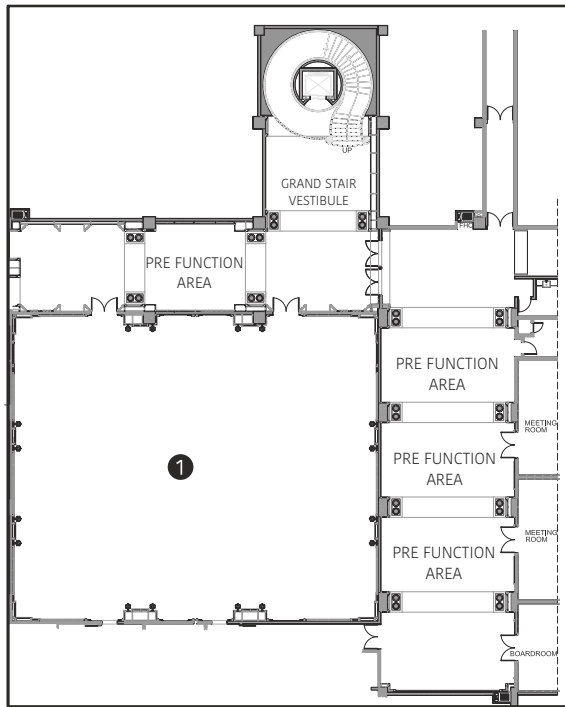 UP
GRAND STAIR
VESTIBULE
FHC
PRE FUNCTION
AREA
PRE FUNCTION
AREA
MEETING
ROOM
PRE FUNCTION
AREA
1
MEETING
ROOM
PRE FUNCTION
AREA
BOARDROOM